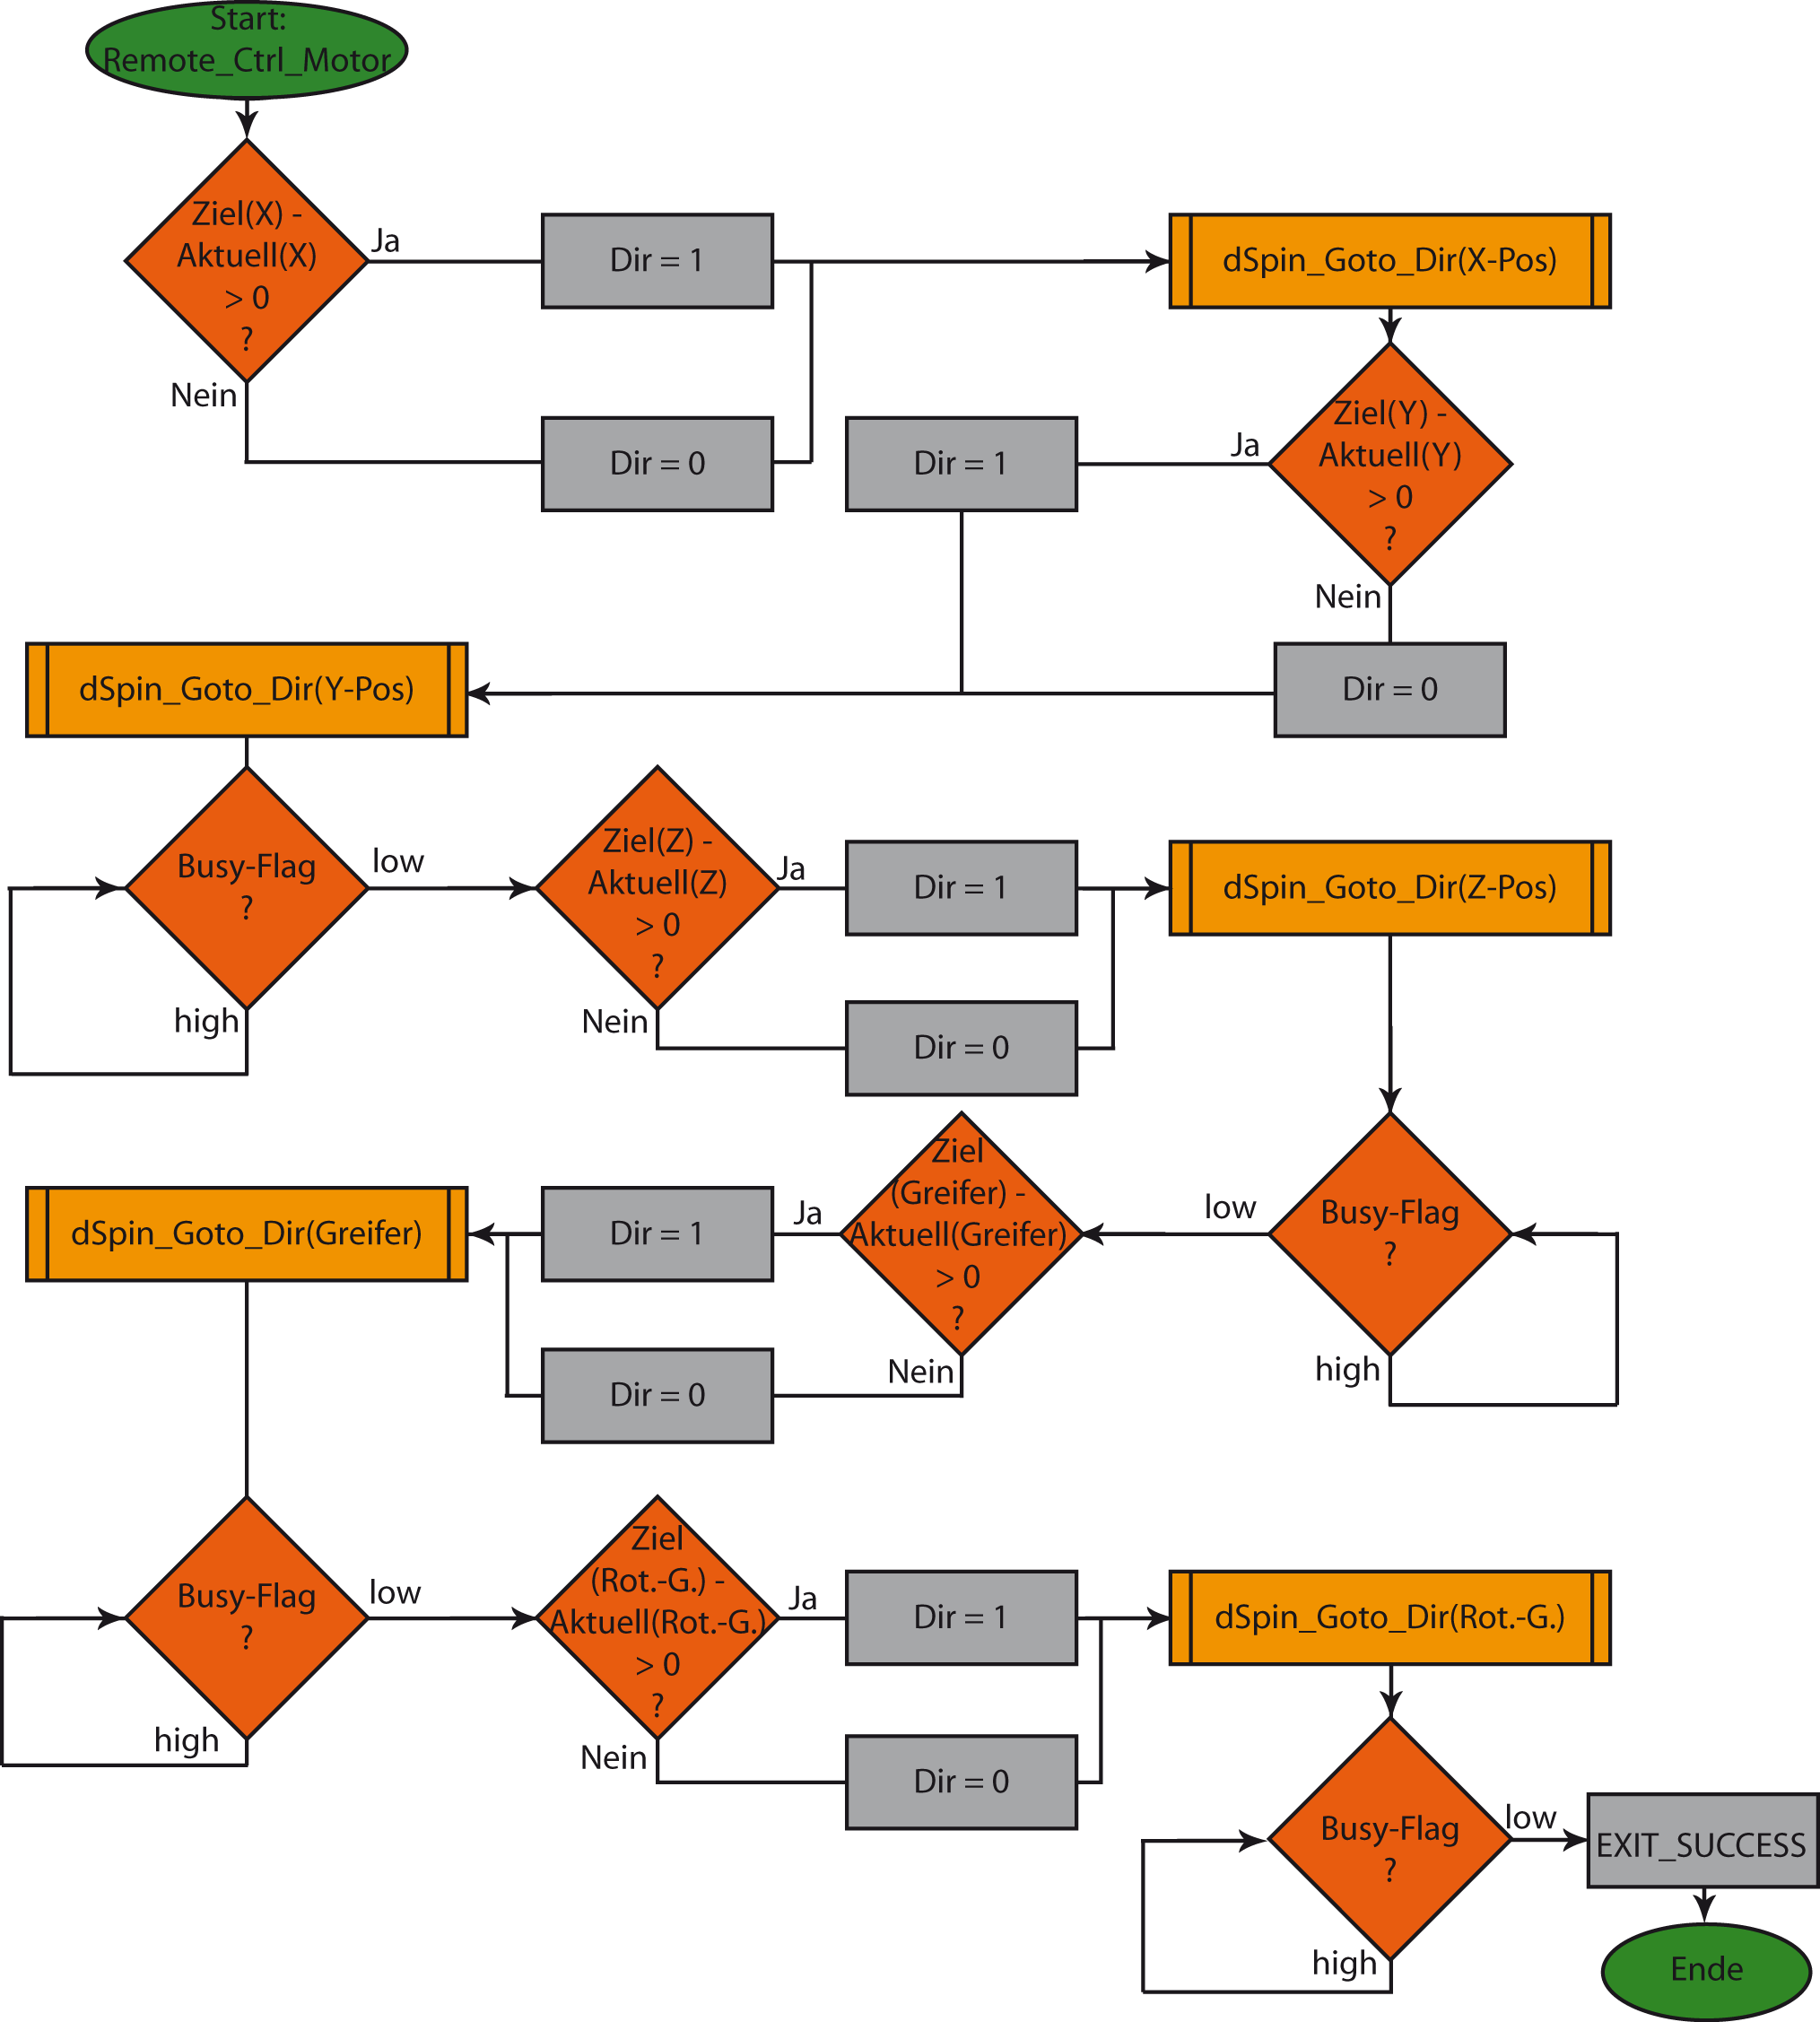 Start:
Remote_Ctrl_Motor
Ziel(X) -
Aktuell(X)
> 0
?
Ja
Nein
Dir = 1
Dir = 0
dSpin_Goto_Dir(X-Pos)
Ziel(Y) -
Aktuell(Y)
> 0
?
Ja
Nein
Dir = 1
Dir = 0
dSpin_Goto_Dir(Y-Pos)
Busy-Flag
?
low
high
Ziel(Z) -
Aktuell(Z)
> 0
?
Ja
Nein
Dir = 1
Dir = 0
dSpin_Goto_Dir(Z-Pos)
Busy-Flag
?
low
high
Ziel
(Greifer) -
Aktuell(Greifer)
> 0
?
Ja
Nein
Dir = 1
Dir = 0
dSpin_Goto_Dir(Greifer)
Busy-Flag
?
low
high
Ziel
(Rot.-G.) -
Aktuell(Rot.-G.)
> 0
?
Ja
Nein
Dir = 1
Dir = 0
dSpin_Goto_Dir(Rot.-G.)
Busy-Flag
?
low
high
EXIT_SUCCESS
Ende